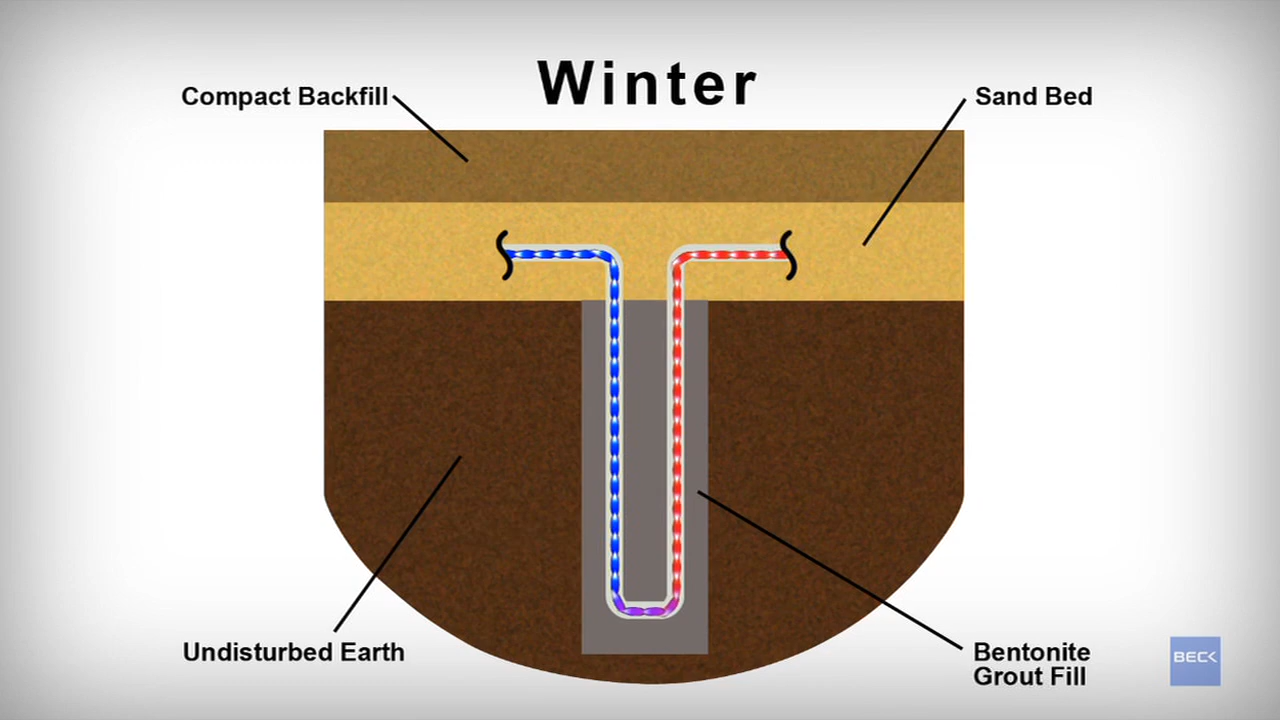 Winter
Compact Backfill
Sand Bed
Undisturbed Earth
Bentonite
Grout Fill
BECK